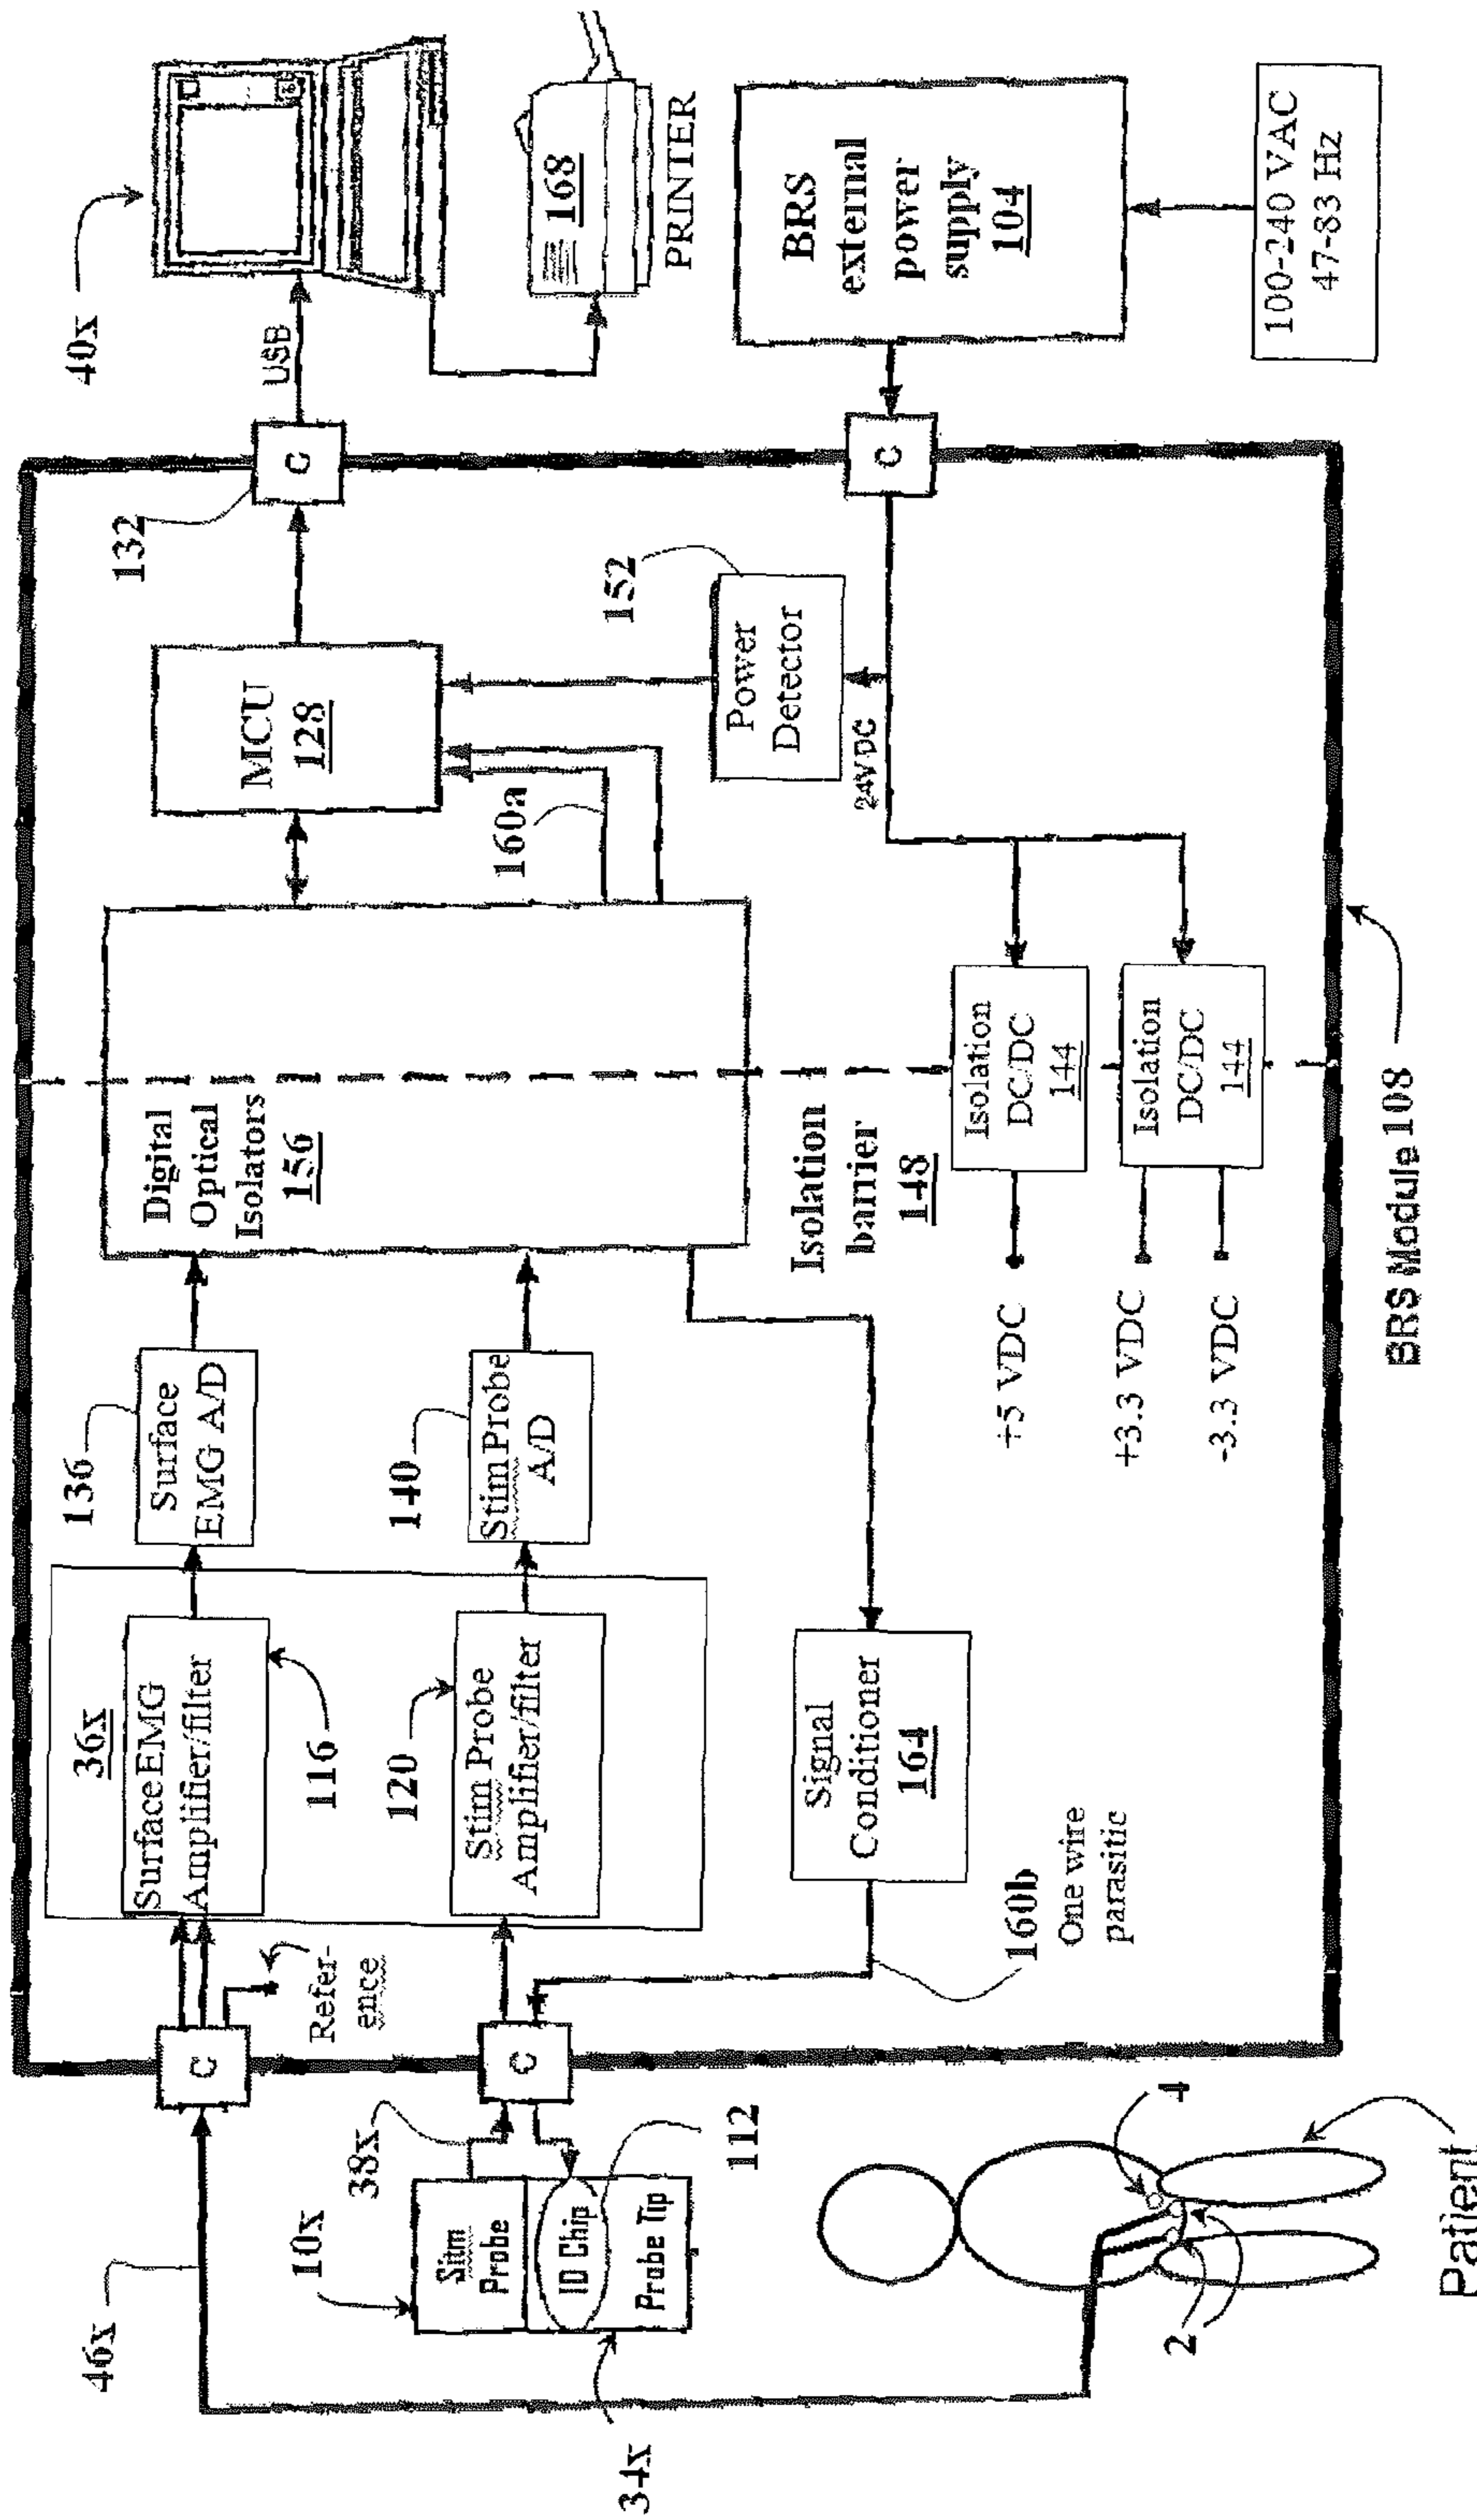 40x
USB
168
PRINTER
BRS
external
power
supply
104
100-240 VAC
47-83 Hz
132
C
C
MCU
128
160a
152
Power
Detector
24VDC
Digital
Optical
Isolators
156
Isolation
barrier
148
Isolation
DC/DC
144
Isolation
DC/DC
144
+5 VDC
+3.3 VDC
-3.3 VDC
BRS Module 108
136
Surface
EMG A/D
140
Stim Probe
A/D
36x
Surface EMG
Amplifier/filter
116
120
Stim Probe
Amplifier/filter
Signal
Conditioner
164
160b
One wire
parasitic
Refer-
ence
C
C
46x
38x
10x
Sitm
Probe
ID Chip
Probe Tip
112
34x
4
2
Patient